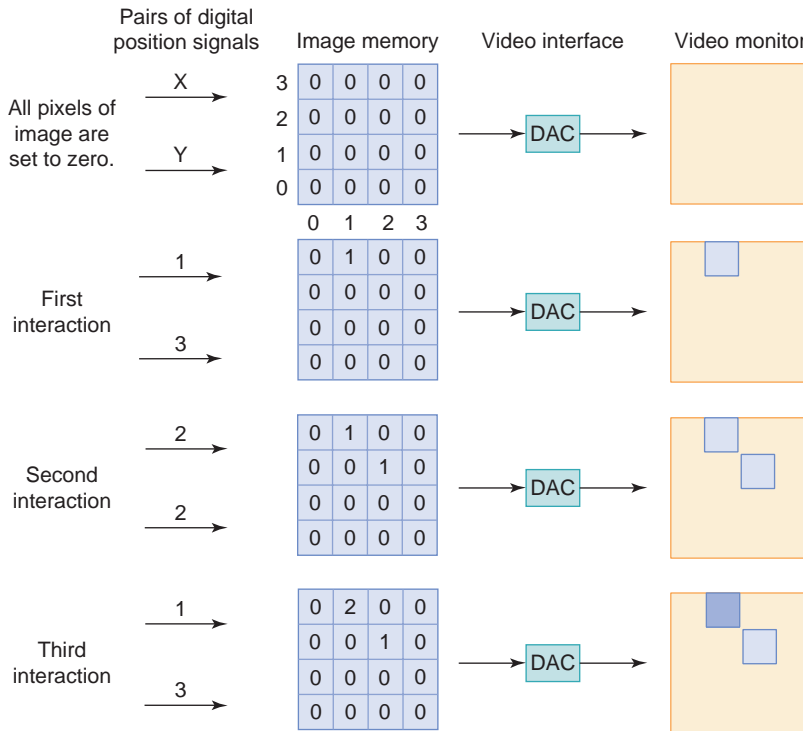 Pairs of digital
position signals
Image memory
Video interface
Video monitor
All pixels of
image are
set to zero.
X
Y
3 0 0 0 0
2 0 0 0 0
1 0 0 0 0
0 0 0 0 0
0 1 2 3
DAC
First
interaction
1
3
0 1 0 0
0 0 0 0
0 0 0 0
0 0 0 0
DAC
Second
interaction
2
2
0 1 0 0
0 0 1 0
0 0 0 0
0 0 0 0
DAC
Third
interaction
1
3
0 2 0 0
0 0 1 0
0 0 0 0
0 0 0 0
DAC